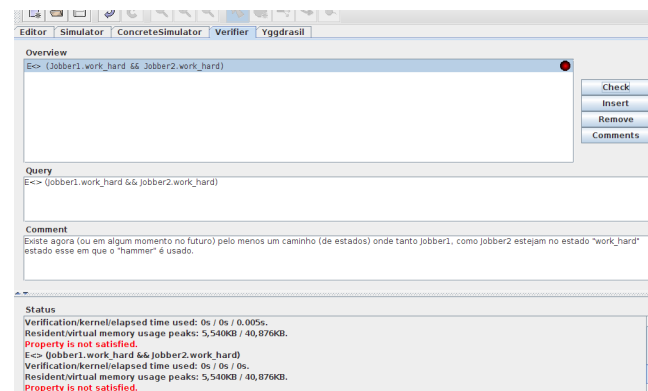 Editor Simulator ConcreteSimulator Verifier Yggdrasil
Overview
E<> (Jobber1.work_hard && Jobber2.work_hard)
Check
Insert
Remove
Comments
Query
E<> (Jobber1.work_hard && Jobber2.work_hard)
Comment
Existe agora (ou em algum momento no futuro) pelo menos um caminho (de estados) onde tanto Jobber1, como Jobber2 estejam no estado "work_hard"
estado esse em que o "hammer" é usado.
Status
Verification/kernel/elapsed time used: 0s / 0s / 0.005s.
Resident/virtual memory usage peaks: 5,540KB / 40,876KB.
Property is not satisfied.
E<> (Jobber1.work_hard && Jobber2.work_hard)
Verification/kernel/elapsed time used: 0s / 0s / 0s.
Resident/virtual memory usage peaks: 5,540KB / 40,876KB.
Property is not satisfied.